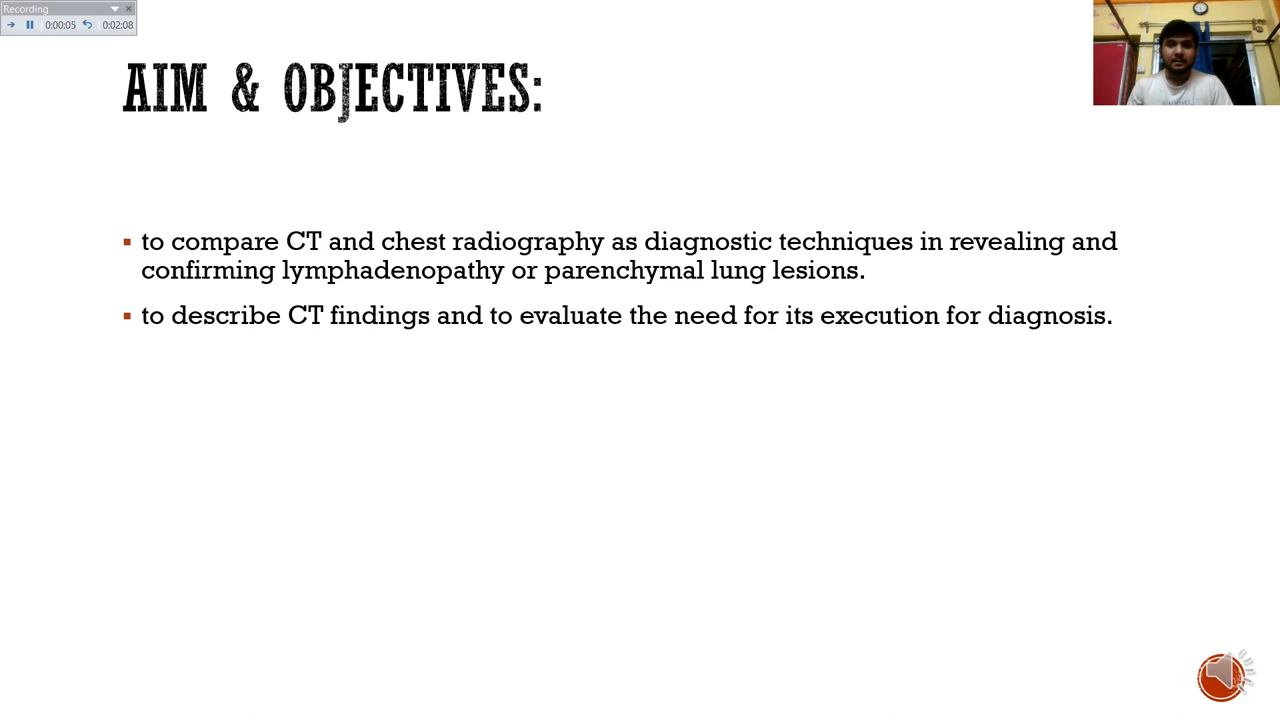 Recording
0:00:05 0:02:08
AIM & OBJECTIVES:
▪ to compare CT and chest radiography as diagnostic techniques in revealing and
confirming lymphadenopathy or parenchymal lung lesions.
▪ to describe CT findings and to evaluate the need for its execution for diagnosis.